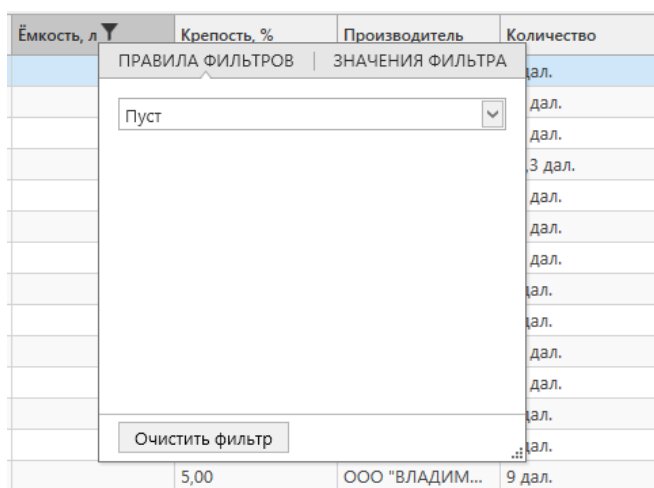 Ёмкость, л Крепость, % Производитель Количество
ПРАВИЛА ФИЛЬТРОВ | ЗНАЧЕНИЯ ФИЛЬТРА
дал.
Пуст
дал.
дал.
,3 дал.
дал.
дал.
дал.
дал.
дал.
дал.
дал.
дал.
Очистить фильтр
дал.
5,00 ООО "ВЛАДИМ... 9 дал.